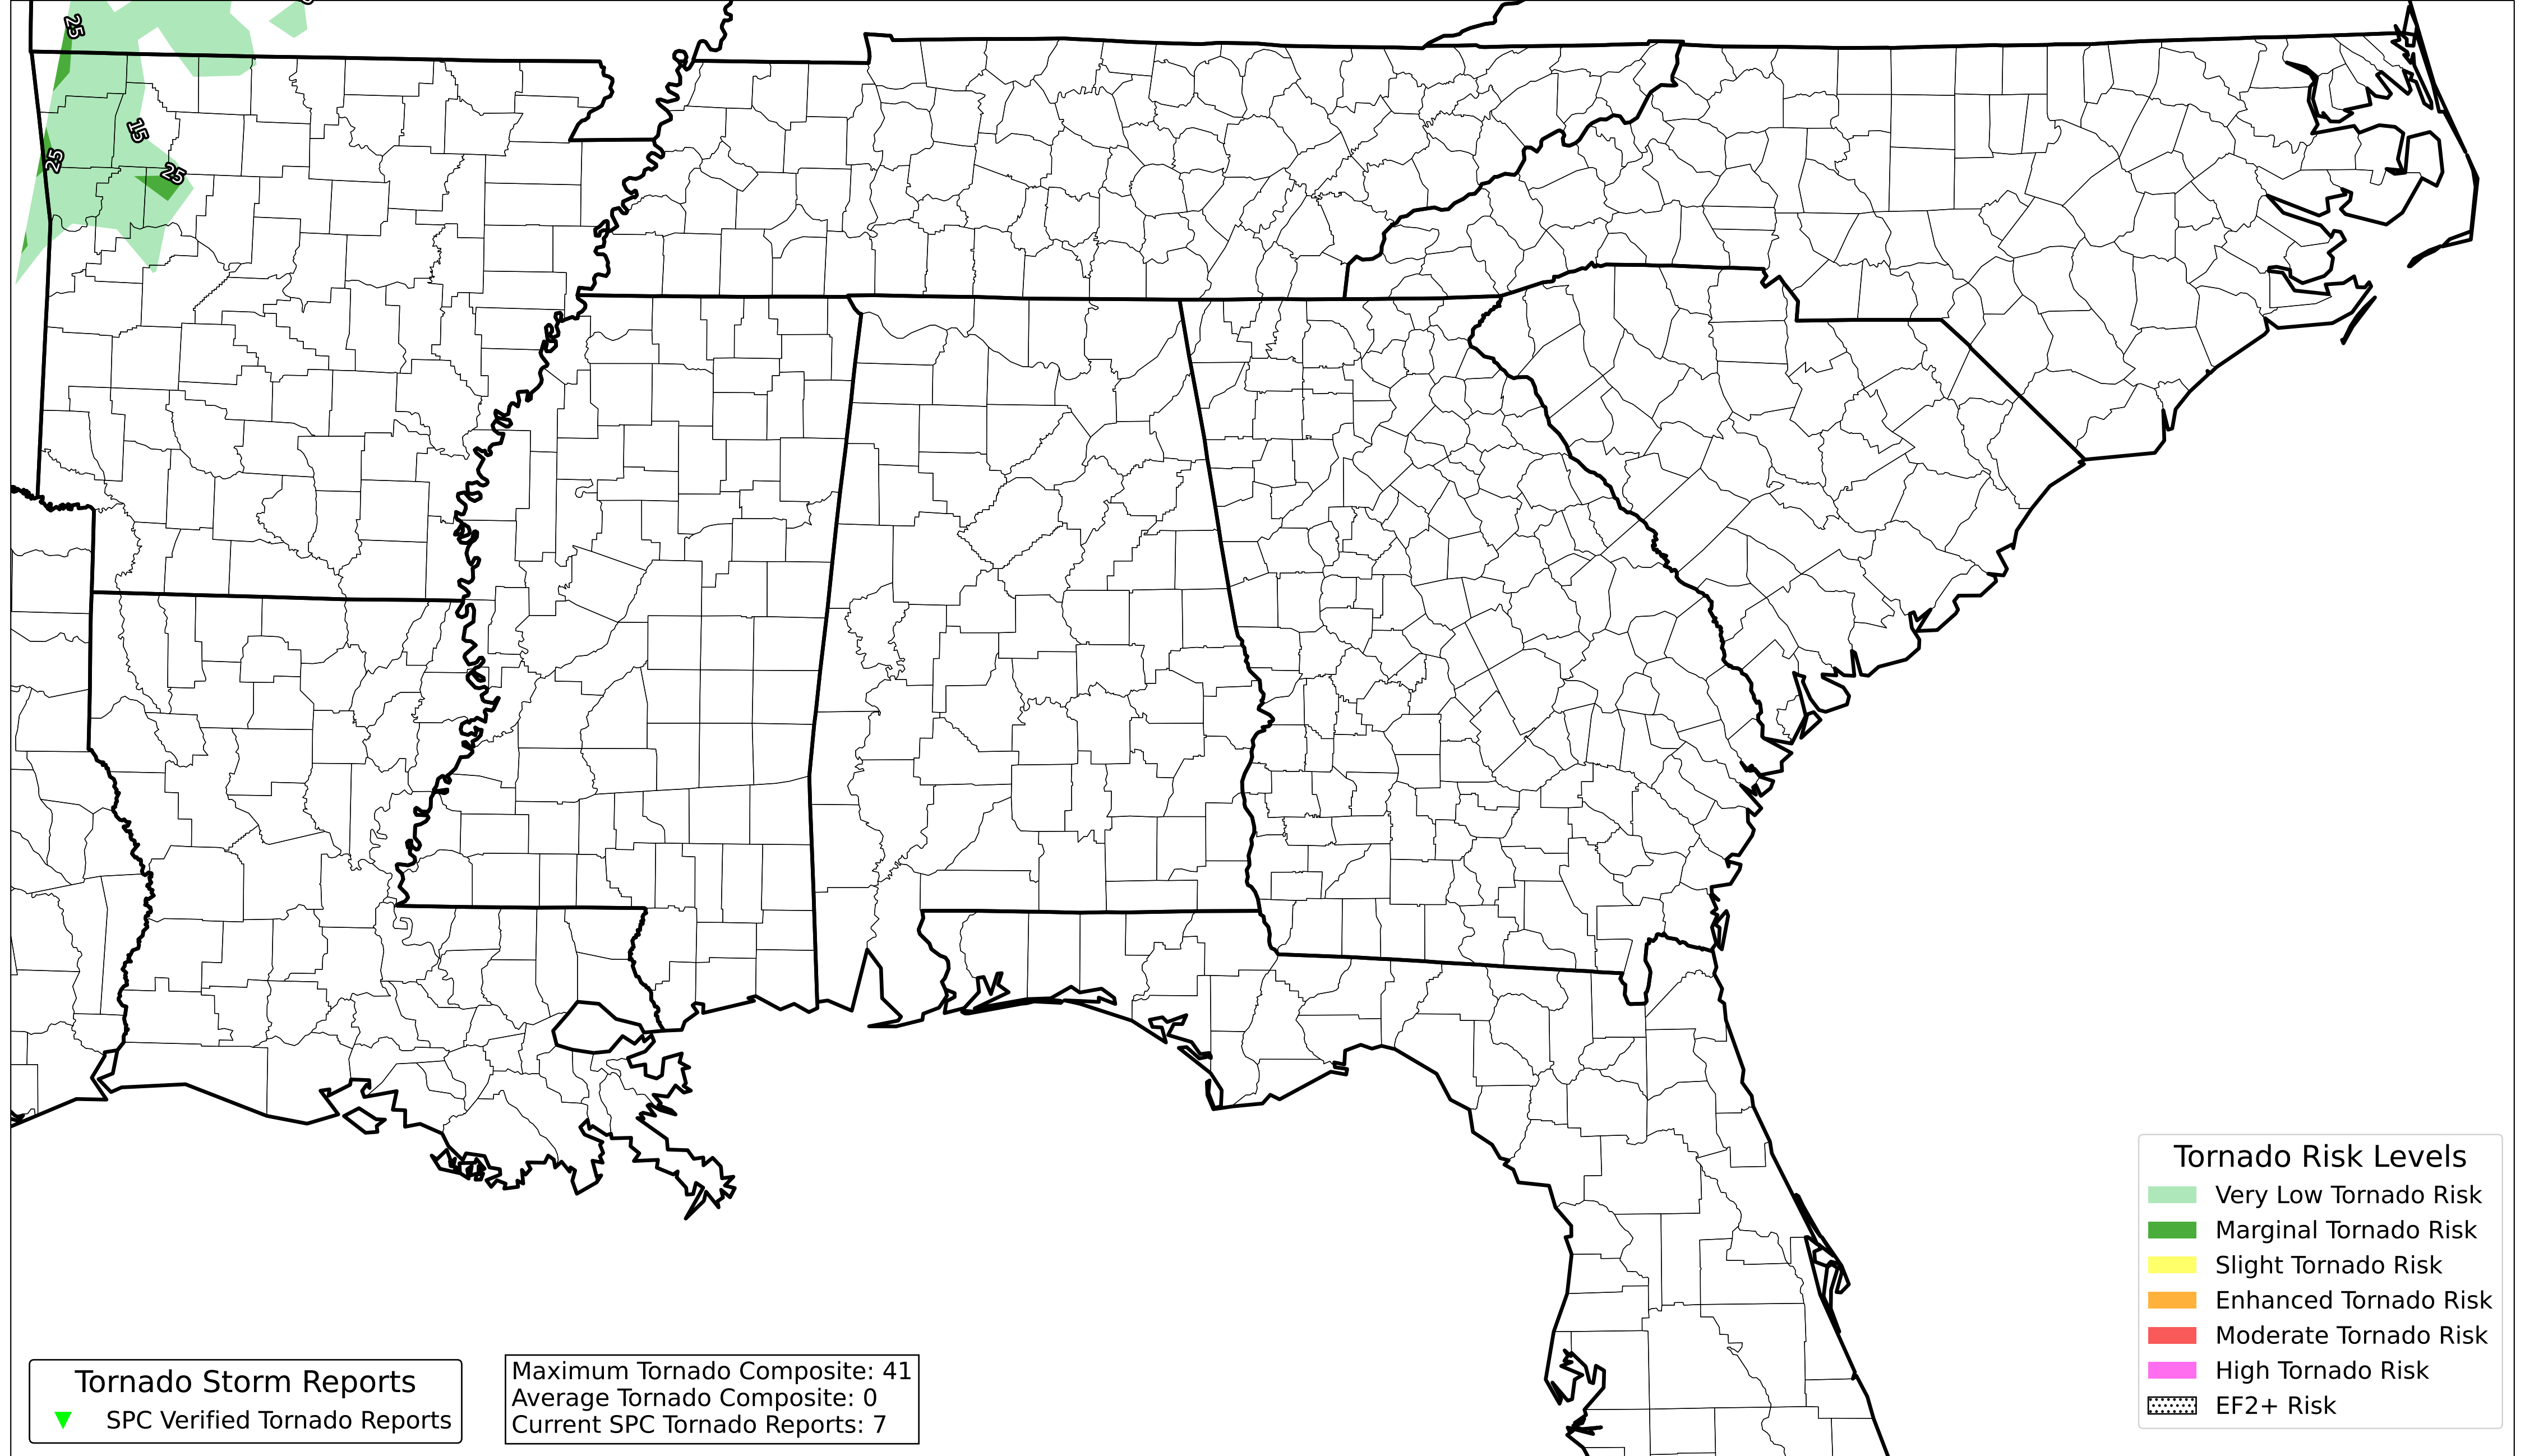 25
15
25
25
Tornado Risk Levels
Very Low Tornado Risk
Marginal Tornado Risk
Slight Tornado Risk
Enhanced Tornado Risk
Moderate Tornado Risk
High Tornado Risk
EF2+ Risk
Tornado Storm Reports
SPC Verified Tornado Reports
Maximum Tornado Composite: 41
Average Tornado Composite: 0
Current SPC Tornado Reports: 7